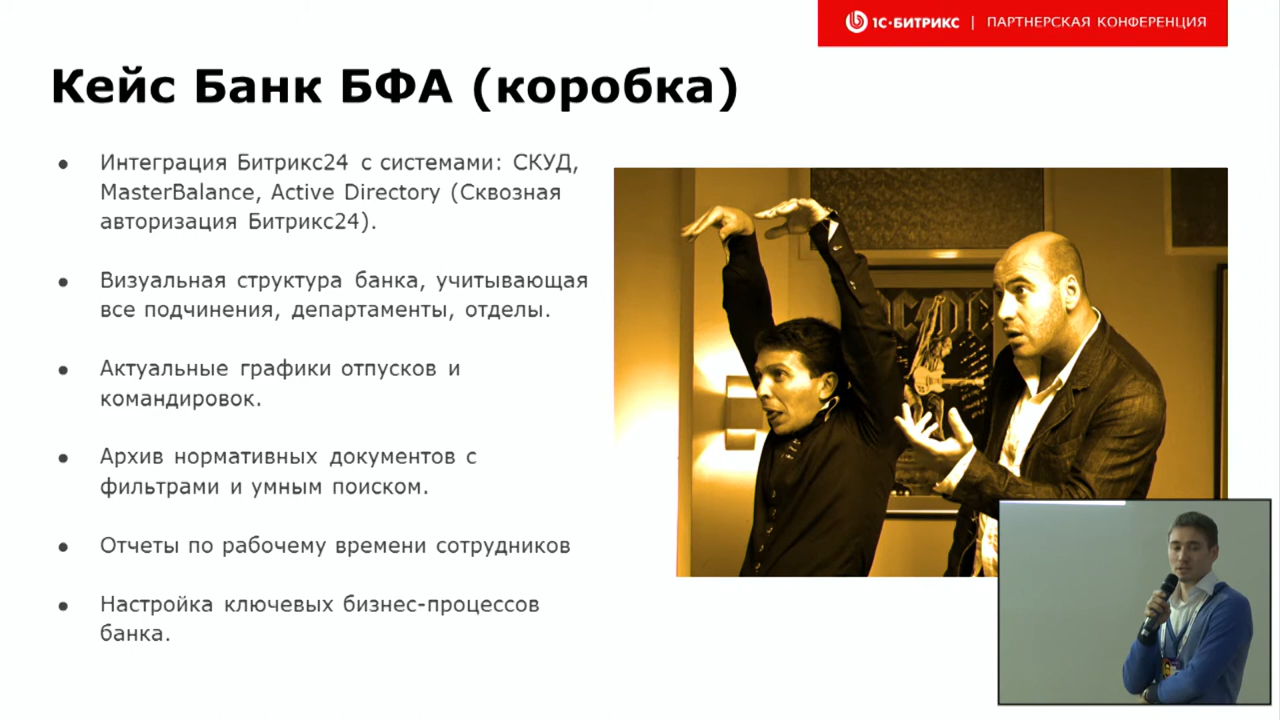 1С·БИТРИКС | ПАРТНЕРСКАЯ КОНФЕРЕНЦИЯ
Кейс Банк БФА (коробка)
● Интеграция Битрикс24 с системами: СКУД,
MasterBalance, Active Directory (Сквозная
авторизация Битрикс24).
● Визуальная структура банка, учитывающая
все подчинения, департаменты, отделы.
● Актуальные графики отпусков и
командировок.
● Архив нормативных документов с
фильтрами и умным поиском.
● Отчеты по рабочему времени сотрудников
● Настройка ключевых бизнес-процессов
банка.